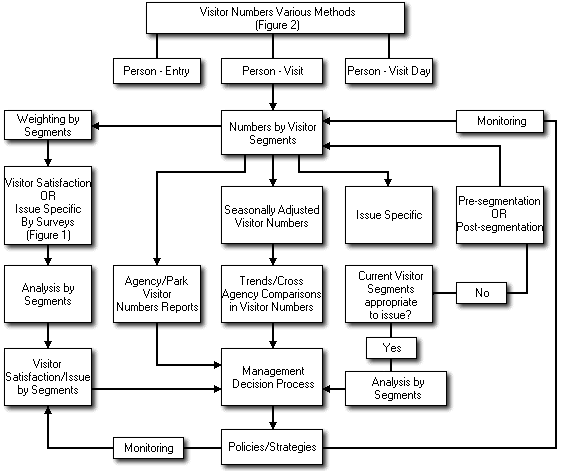 Visitor Numbers Various Methods
(Figure 2)
Person - Entry
Person - Visit
Person - Visit Day
Weighting by
Segments
Numbers by Visitor
Segments
Monitoring
Visitor Satisfaction
OR
Issue Specific
By Surveys
(Figure 1)
Seasonally Adjusted
Visitor Numbers
Issue Specific
Pre-segmentation
OR
Post-segmentation
Analysis by
Segments
Agency/Park
Visitor
Numbers Reports
Trends/Cross
Agency Comparisons
in Visitor Numbers
Current Visitor
Segments
appropriate
to issue?
No
Yes
Visitor
Satisfaction/Issue
by Segments
Management
Decision Process
Analysis by
Segments
Monitoring
Policies/Strategies